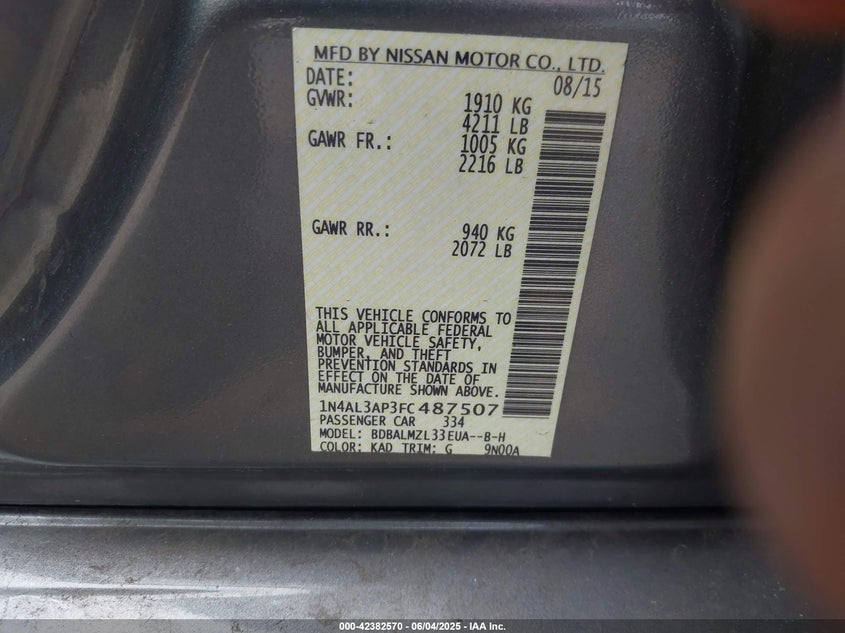 MFD BY NISSAN MOTOR CO., LTD.
DATE: 08/15
GVWR: 1910 KG
4211 LB
GAWR FR.: 1005 KG
2216 LB
GAWR RR.: 940 KG
2072 LB
THIS VEHICLE CONFORMS TO
ALL APPLICABLE FEDERAL
MOTOR VEHICLE SAFETY,
BUMPER, AND THEFT
PREVENTION STANDARDS IN
EFFECT ON THE DATE OF
MANUFACTURE SHOWN ABOVE.
1N4AL3AP3FC487507
PASSENGER CAR 334
MODEL: BDBALMZL33EUA--B-H
COLOR: KAD TRIM: G 9N00A
000-42382570 - 06/04/2025 - IAA Inc.